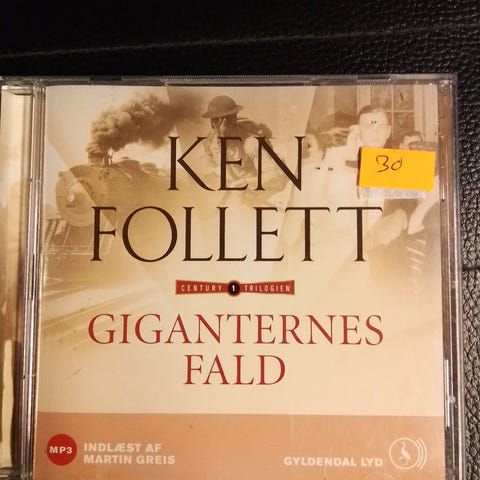 KEN
30
FOLLETT
CENTURY 1 TRILOGIEN
GIGANTERNES
FALD
MP3
INDLÆST AF
MARTIN GREIS
GYLDENDAL LYD